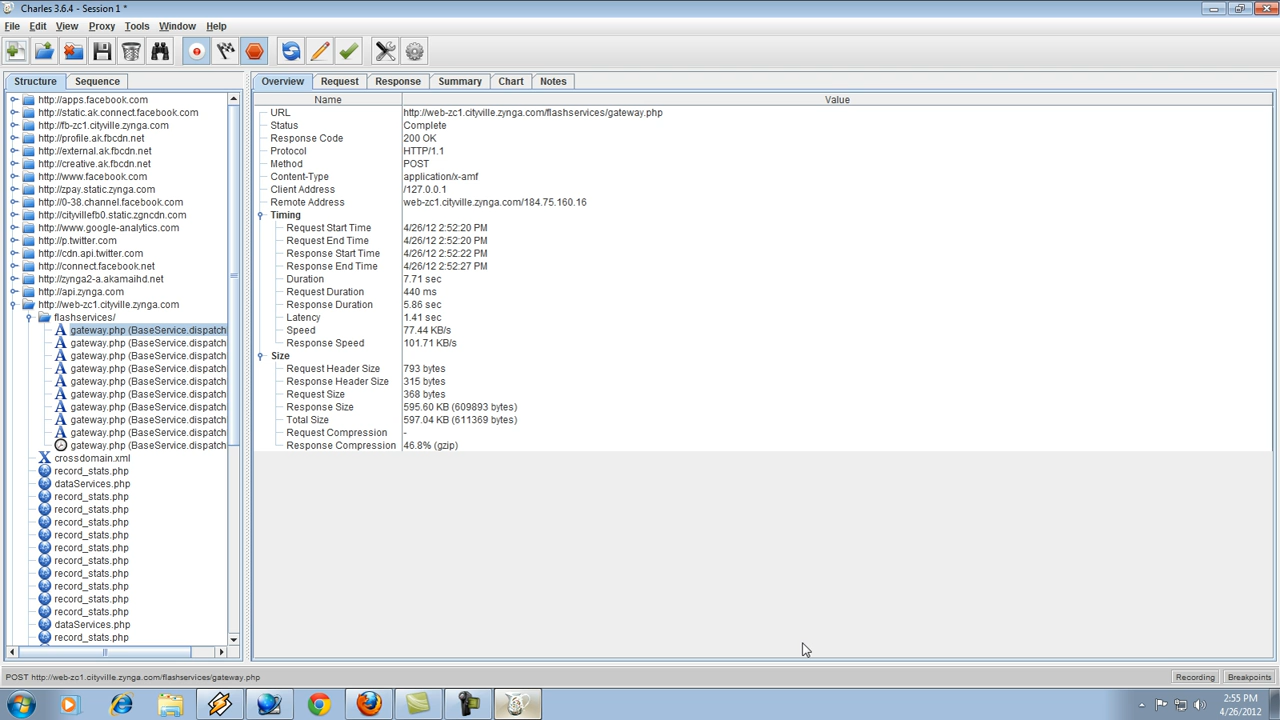 Charles 3.6.4 - Session 1 *
File Edit View Proxy Tools Window Help
Structure Sequence
http://apps.facebook.com
http://static.ak.connect.facebook.com
http://fb-zc1.cityville.zynga.com
http://profile.ak.fbcdn.net
http://external.ak.fbcdn.net
http://creative.ak.fbcdn.net
http://www.facebook.com
http://zpay.static.zynga.com
http://0-38.channel.facebook.com
http://cityvillefb0.static.zgncdn.com
http://www.google-analytics.com
http://p.twitter.com
http://cdn.api.twitter.com
http://connect.facebook.net
http://zynga2-a.akamaihd.net
http://api.zynga.com
http://web-zc1.cityville.zynga.com
flashservices/
gateway.php (BaseService.dispatch
gateway.php (BaseService.dispatch
gateway.php (BaseService.dispatch
gateway.php (BaseService.dispatch
gateway.php (BaseService.dispatch
gateway.php (BaseService.dispatch
gateway.php (BaseService.dispatch
gateway.php (BaseService.dispatch
gateway.php (BaseService.dispatch
gateway.php (BaseService.dispatch
crossdomain.xml
record_stats.php
dataServices.php
record_stats.php
record_stats.php
record_stats.php
record_stats.php
record_stats.php
record_stats.php
record_stats.php
record_stats.php
record_stats.php
record_stats.php
dataServices.php
record_stats.php
Overview Request Response Summary Chart Notes
Name Value
URL http://web-zc1.cityville.zynga.com/flashservices/gateway.php
Status Complete
Response Code 200 OK
Protocol HTTP/1.1
Method POST
Content-Type application/x-amf
Client Address /127.0.0.1
Remote Address web-zc1.cityville.zynga.com/184.75.160.16
Timing
Request Start Time 4/26/12 2:52:20 PM
Request End Time 4/26/12 2:52:20 PM
Response Start Time 4/26/12 2:52:22 PM
Response End Time 4/26/12 2:52:27 PM
Duration 7.71 sec
Request Duration 440 ms
Response Duration 5.86 sec
Latency 1.41 sec
Speed 77.44 KB/s
Response Speed 101.71 KB/s
Size
Request Header Size 793 bytes
Response Header Size 315 bytes
Request Size 368 bytes
Response Size 595.60 KB (609893 bytes)
Total Size 597.04 KB (611369 bytes)
Request Compression -
Response Compression 46.8% (gzip)
POST http://web-zc1.cityville.zynga.com/flashservices/gateway.php
Recording Breakpoints
2:55 PM
4/26/2012